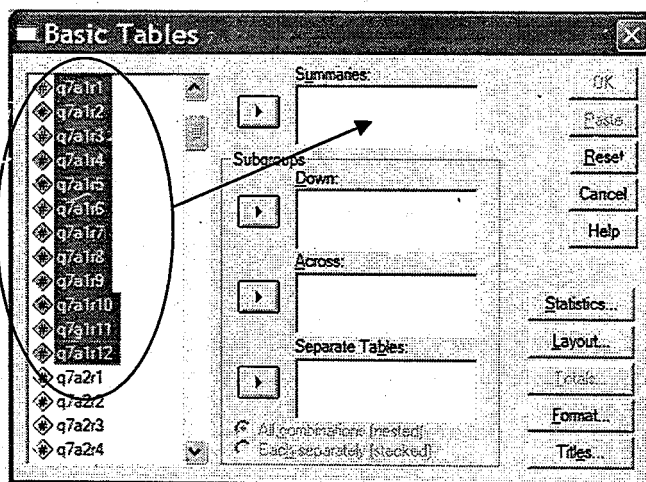 Basic Tables
q7a1r1
q7a1r2
q7a1r3
q7a1r4
q7a1r5
q7a1r6
q7a1r7
q7a1r8
q7a1r9
q7a1r10
q7a1r11
q7a1r12
q7a2r1
q7a2r2
q7a2r3
q7a2r4
Summaries:
Subgroups
Down:
Across:
Separate Tables:
All combinations (nested)
Each separately (stacked)
OK
Paste
Reset
Cancel
Help
Statistics...
Layout...
Totals...
Format...
Titles...